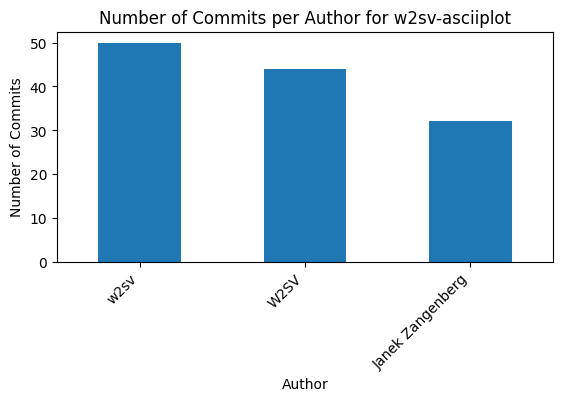 Number of Commits per Author for w2sv-asciiplot
Number of Commits
50
40
30
20
10
0
w2sv
W2SV
Janek Zangenberg
Author